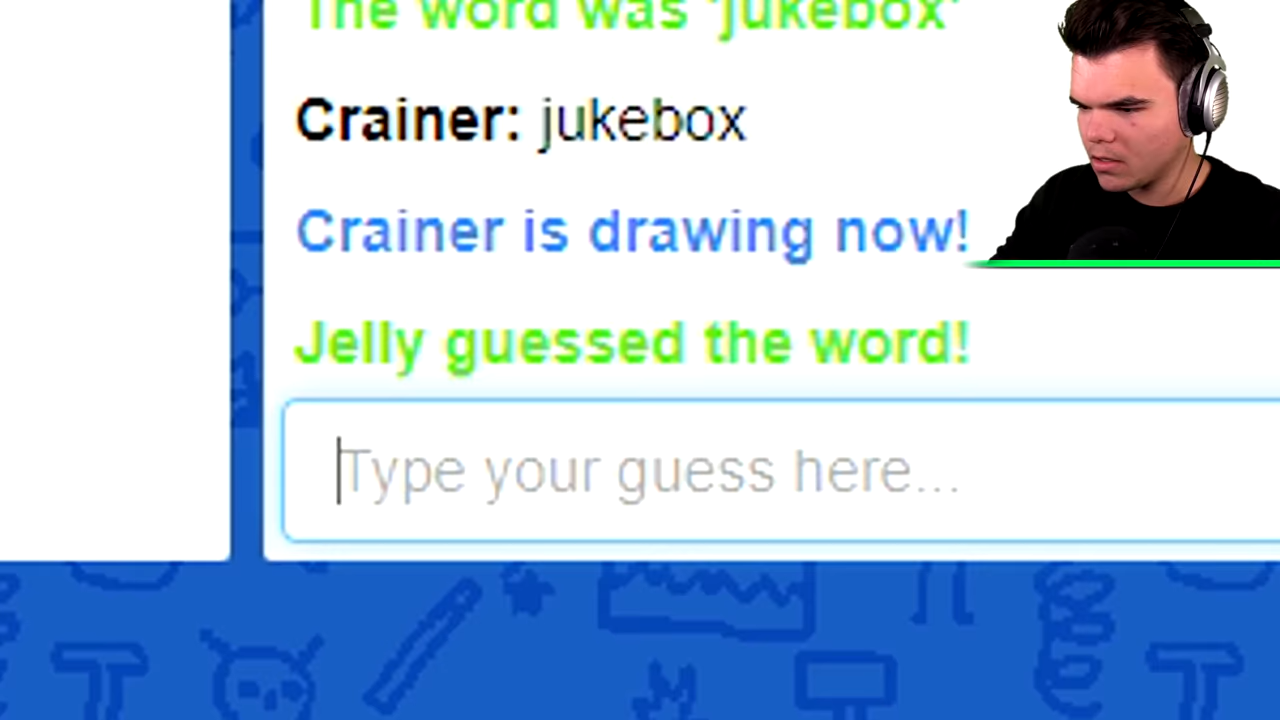 The word was 'jukebox'
Crainer: jukebox
Crainer is drawing now!
Jelly guessed the word!
Type your guess here...